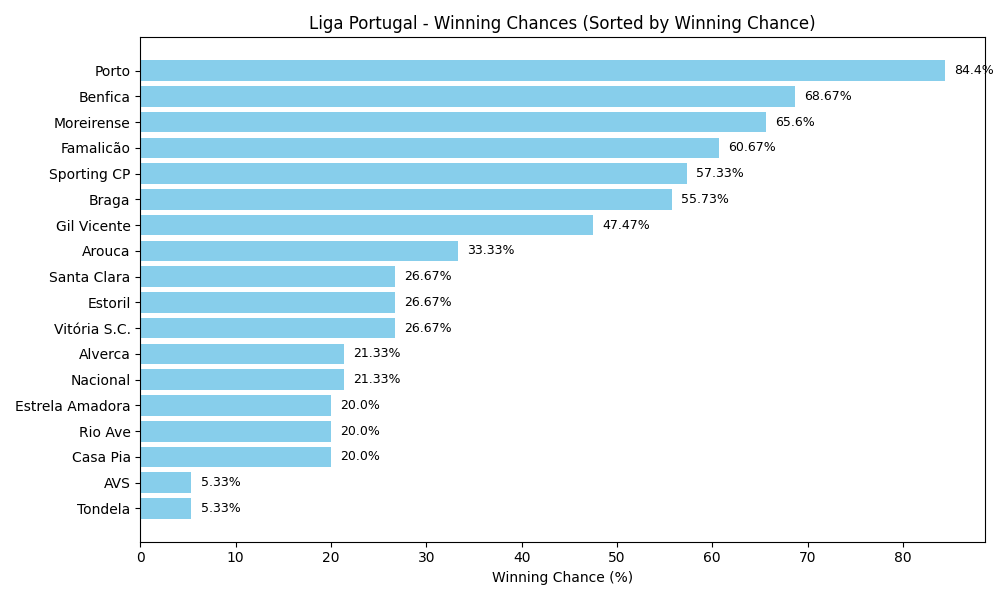 Liga Portugal - Winning Chances (Sorted by Winning Chance)
Porto 84.4%
Benfica 68.67%
Moreirense 65.6%
Famalicão 60.67%
Sporting CP 57.33%
Braga 55.73%
Gil Vicente 47.47%
Arouca 33.33%
Santa Clara 26.67%
Estoril 26.67%
Vitória S.C. 26.67%
Alverca 21.33%
Nacional 21.33%
Estrela Amadora 20.0%
Rio Ave 20.0%
Casa Pia 20.0%
AVS 5.33%
Tondela 5.33%
0 10 20 30 40 50 60 70 80
Winning Chance (%)